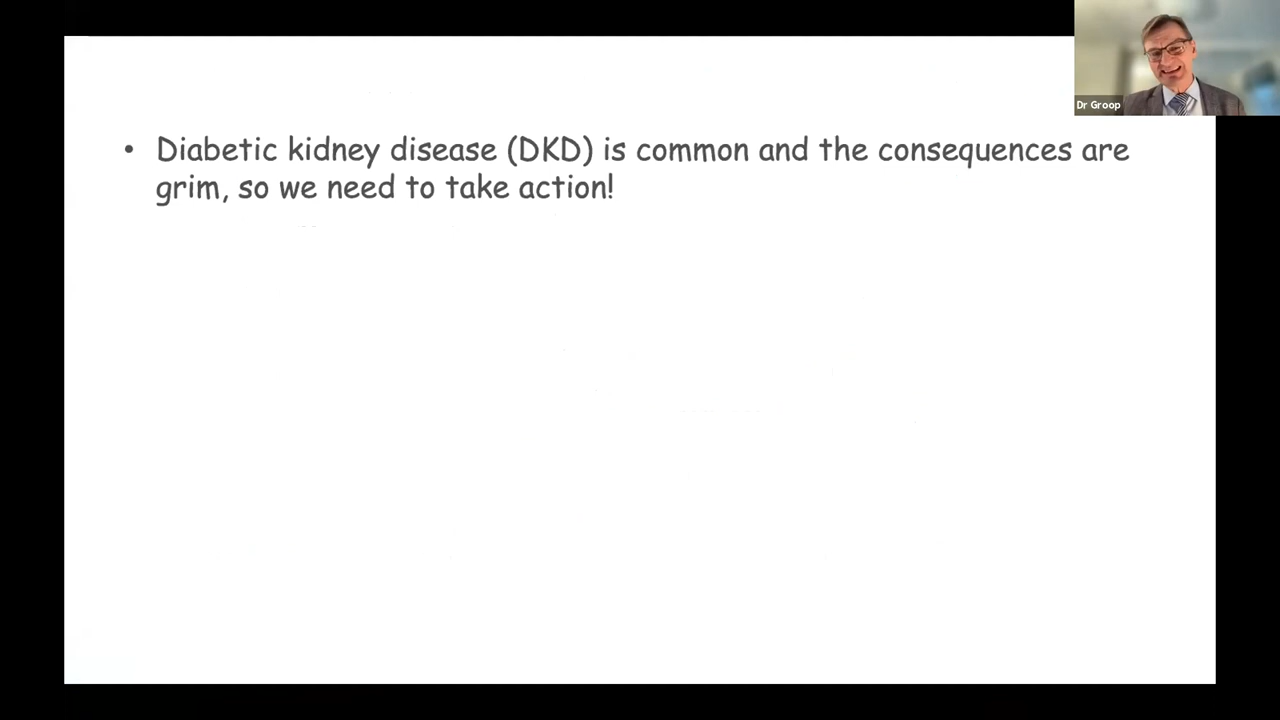 Dr Groop
• Diabetic kidney disease (DKD) is common and the consequences are
grim, so we need to take action!